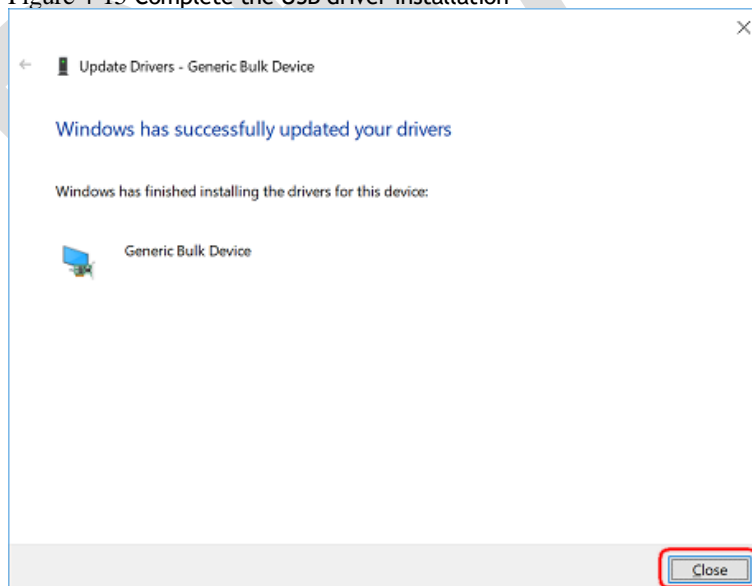 Figure 4-15 Complete the USB driver installation
Update Drivers - Generic Bulk Device
Windows has successfully updated your drivers
Windows has finished installing the drivers for this device:
Generic Bulk Device
Close